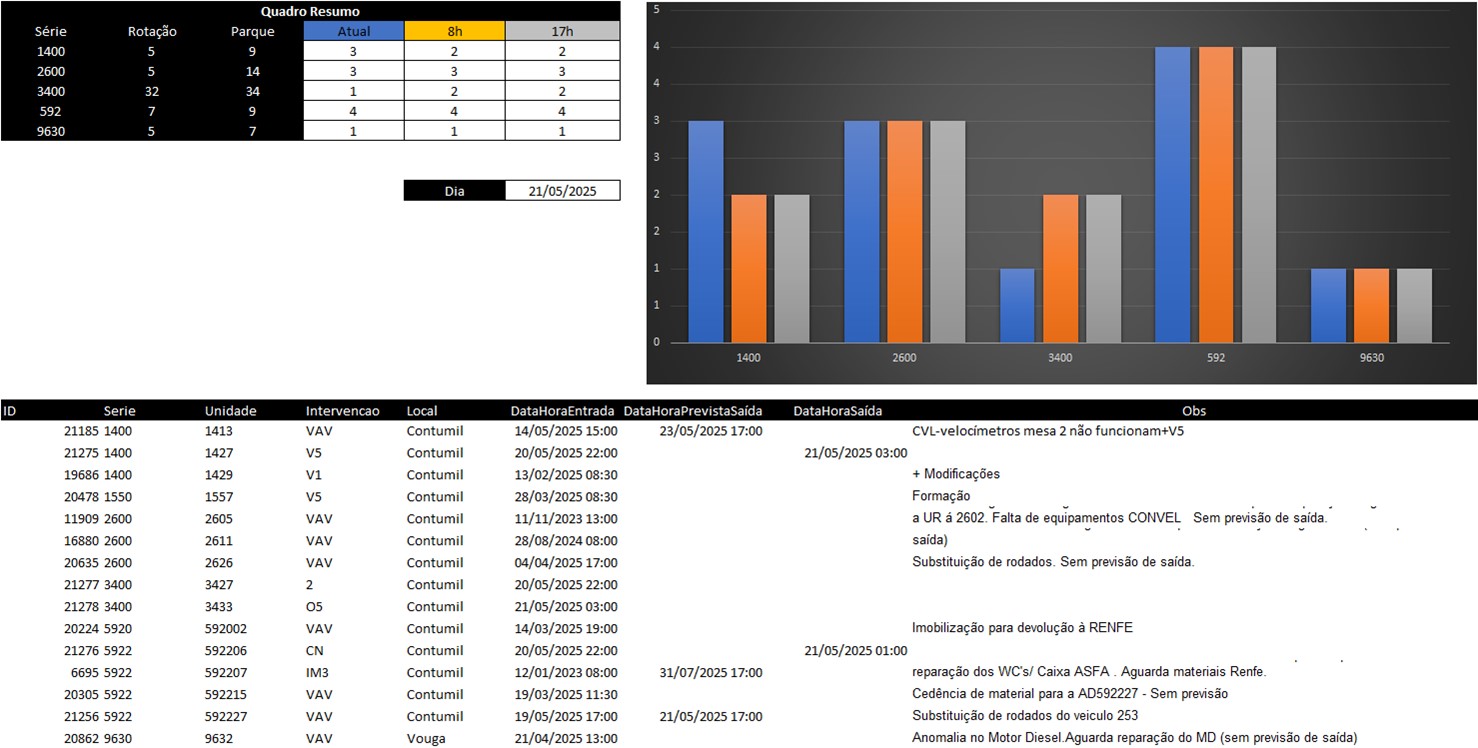 Quadro Resumo
Série Rotação Parque Atual 8h 17h
1400 5 9 3 2 2
2600 5 14 3 3 3
3400 32 34 1 2 2
592 7 9 4 4 4
9630 5 7 1 1 1
Dia 21/05/2025
5
4
4
3
3
2
2
1
1
0
1400 2600 3400 592 9630
ID Serie Unidade Intervencao Local DataHoraEntrada DataHoraPrevistaSaída DataHoraSaída Obs
21185 1400 1413 VAV Contumil 14/05/2025 15:00 23/05/2025 17:00 CVL-velocímetros mesa 2 não funcionam+V5
21275 1400 1427 V5 Contumil 20/05/2025 22:00 21/05/2025 03:00
19686 1400 1429 V1 Contumil 13/02/2025 08:30 + Modificações
20478 1550 1557 V5 Contumil 28/03/2025 08:30 Formação
11909 2600 2605 VAV Contumil 11/11/2023 13:00 a UR á 2602. Falta de equipamentos CONVEL Sem previsão de saída.
16880 2600 2611 VAV Contumil 28/08/2024 08:00 saída)
20635 2600 2626 VAV Contumil 04/04/2025 17:00 Substituição de rodados. Sem previsão de saída.
21277 3400 3427 2 Contumil 20/05/2025 22:00
21278 3400 3433 O5 Contumil 21/05/2025 03:00
20224 5920 592002 VAV Contumil 14/03/2025 19:00 Imobilização para devolução à RENFE
21276 5922 592206 CN Contumil 20/05/2025 22:00 21/05/2025 01:00
6695 5922 592207 IM3 Contumil 12/01/2023 08:00 31/07/2025 17:00 reparação dos WC's/ Caixa ASFA . Aguarda materiais Renfe.
20305 5922 592215 VAV Contumil 19/03/2025 11:30 Cedência de material para a AD592227 - Sem previsão
21256 5922 592227 VAV Contumil 19/05/2025 17:00 21/05/2025 17:00 Substituição de rodados do veiculo 253
20862 9630 9632 VAV Vouga 21/04/2025 13:00 Anomalia no Motor Diesel.Aguarda reparação do MD (sem previsão de saída)